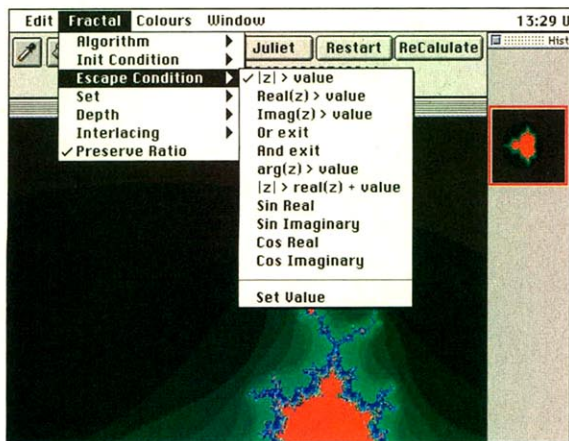 Edit Fractal Colours Window 13:29
Juliet Restart ReCalulate
Hist
Algorithm
Init Condition
Escape Condition
Set
Depth
Interlacing
✓Preserve Ratio
✓|z| > value
Real(z) > value
Imag(z) > value
Or exit
And exit
arg(z) > value
|z| > real(z) + value
Sin Real
Sin Imaginary
Cos Real
Cos Imaginary
Set Value